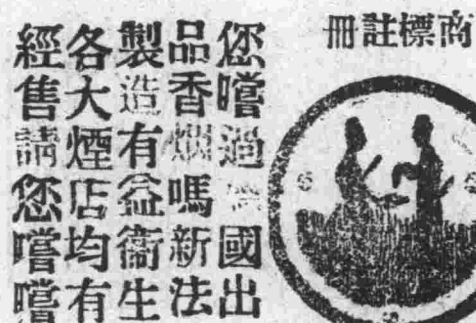 商標註冊
您嚐過國出
品香烟嗎新法
製造有益衛生
各大煙店均有
經售請您嚐嚐